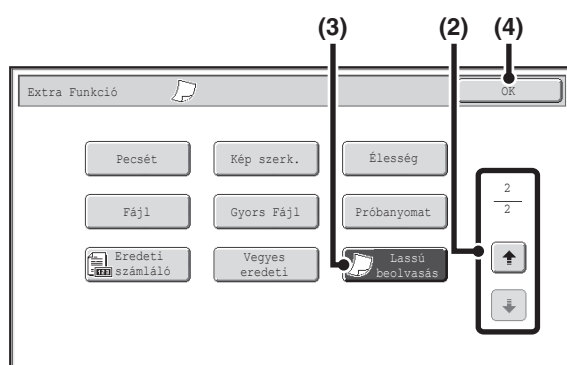 (3) (2) (4)
Extra Funkció OK
Pecsét Kép szerk. Élesség
2
2
Fájl Gyors Fájl Próbanyomat
Eredeti számláló
Vegyes eredeti
Lassú beolvasás
123